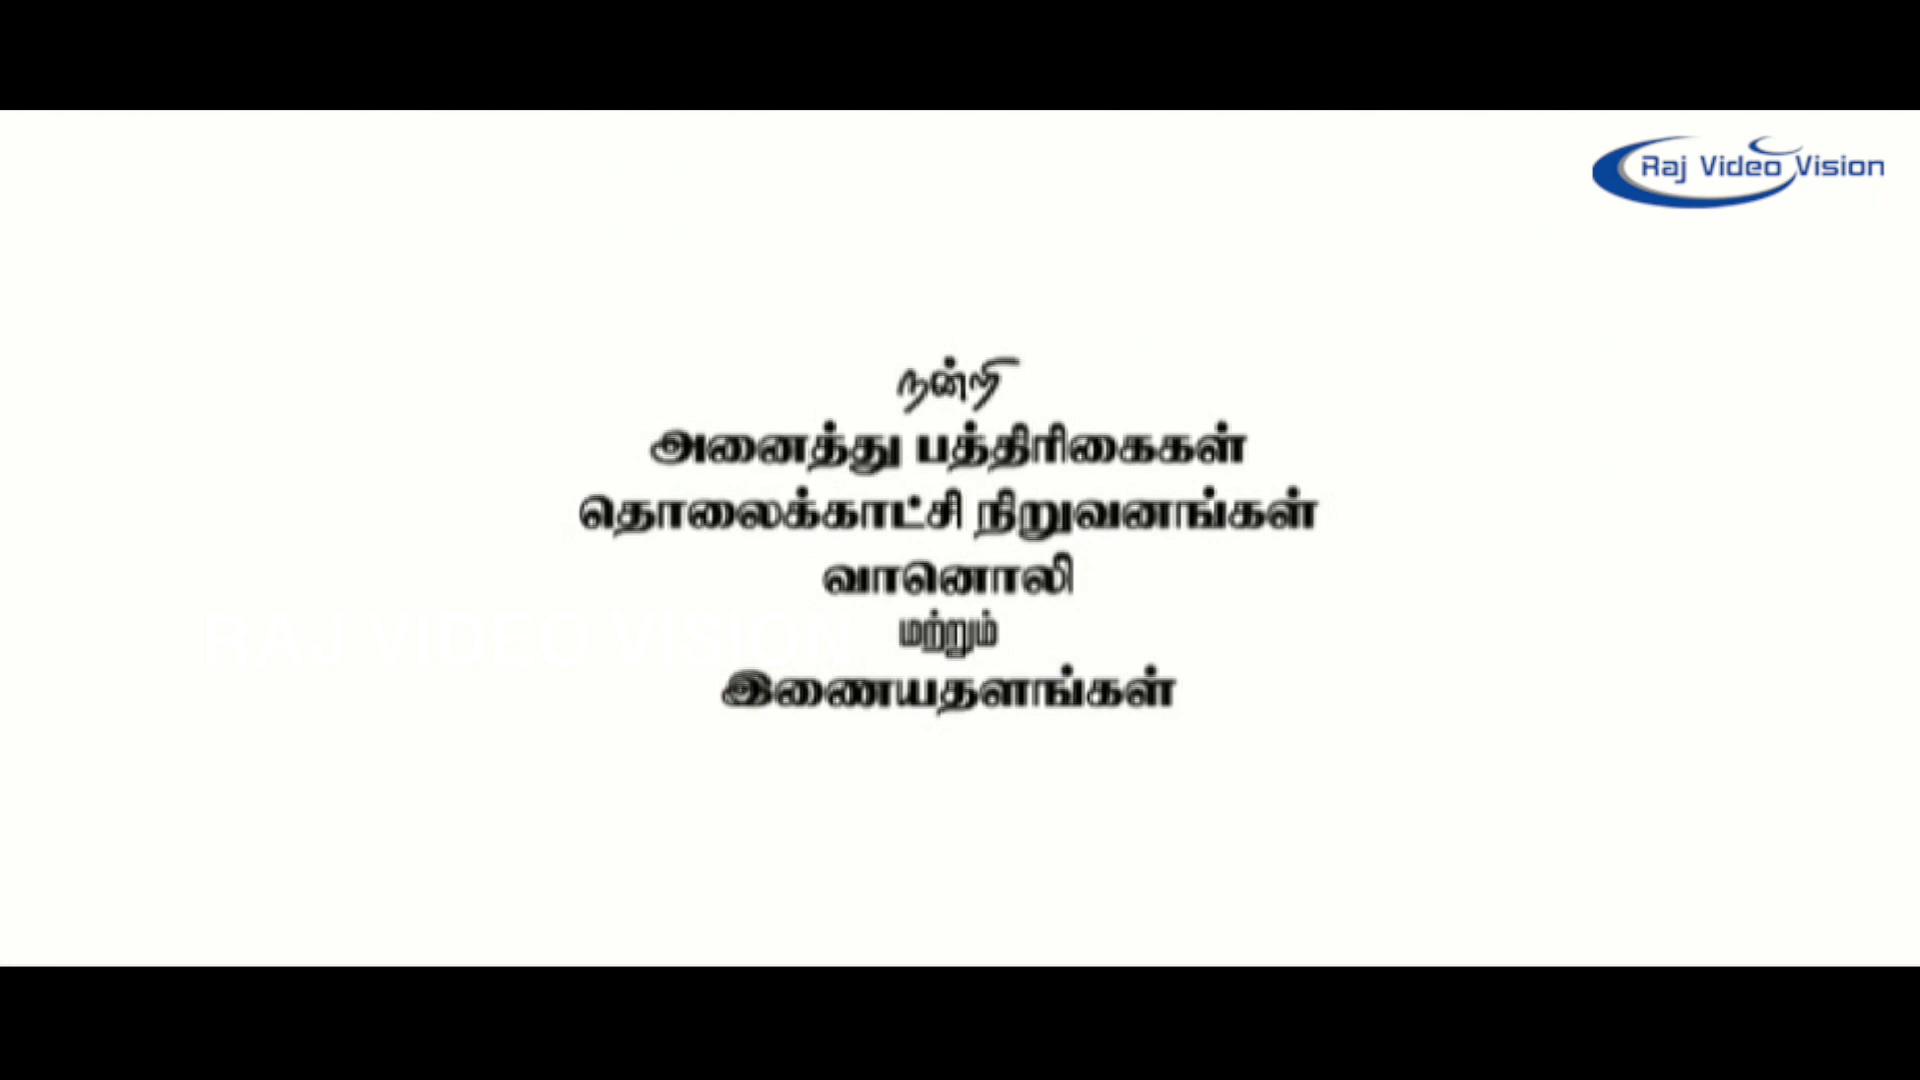 Raj Video Vision
நன்றி
அனைத்து பத்திரிகைகள்
தொலைக்காட்சி நிறுவனங்கள்
வானொலி
மற்றும்
RAJ VIDEO VISION
இணையதளங்கள்